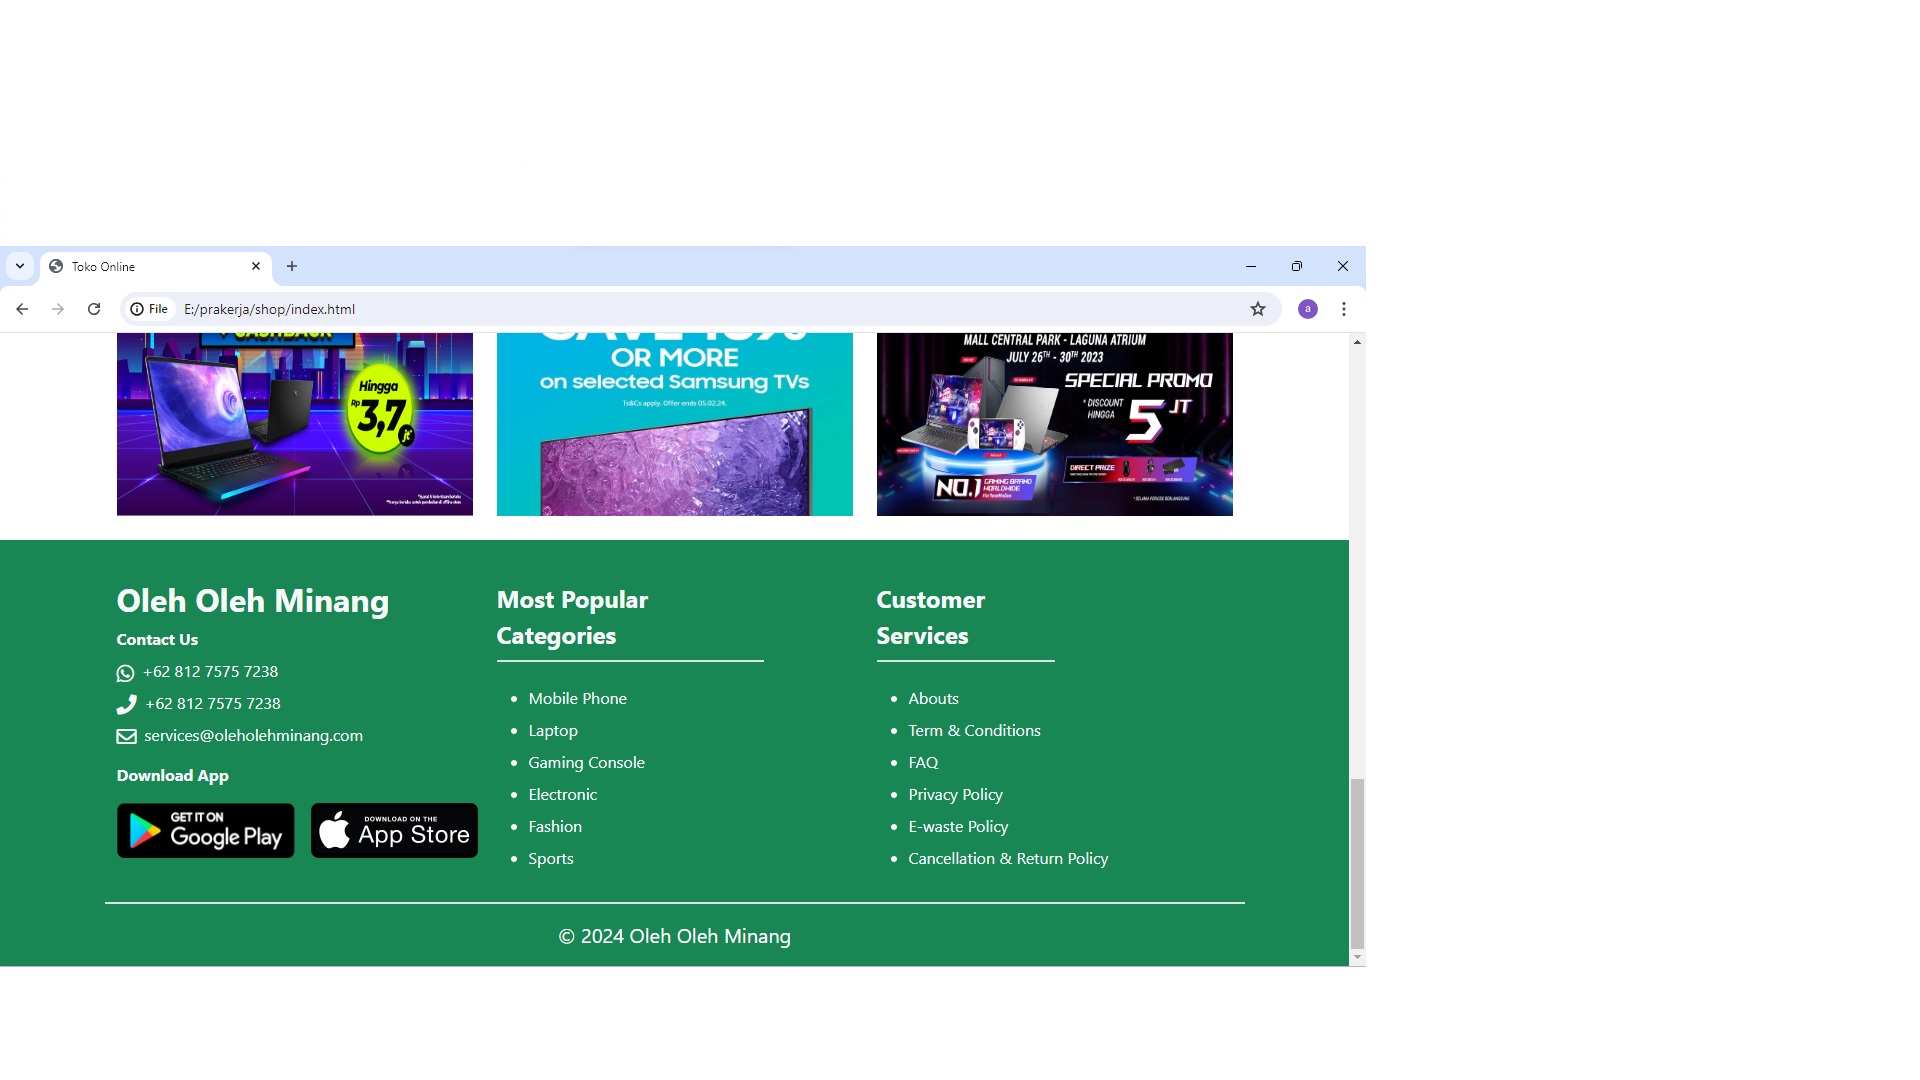 Toko Online
File E:/prakerja/shop/index.html
a
+ CASHBACK
Hingga
Rp 3,7 jt
OR MORE
on selected Samsung TVs
Ts&Cs apply. Offer ends 05.02.24.
MALL CENTRAL PARK - LAGUNA ATRIUM
JULY 26TH - 30TH 2023
SPECIAL PROMO
* DISCOUNT
HINGGA
5 JT
DIRECT PRIZE
NO.1 GAMING BRAND
WORLDWIDE
* SELAMA PERIODE BERLANGSUNG
Oleh Oleh Minang
Contact Us
+62 812 7575 7238
+62 812 7575 7238
services@oleholehminang.com
Download App
GET IT ON
Google Play
DOWNLOAD ON THE
App Store
Most Popular
Categories
Mobile Phone
Laptop
Gaming Console
Electronic
Fashion
Sports
Customer
Services
Abouts
Term & Conditions
FAQ
Privacy Policy
E-waste Policy
Cancellation & Return Policy
© 2024 Oleh Oleh Minang